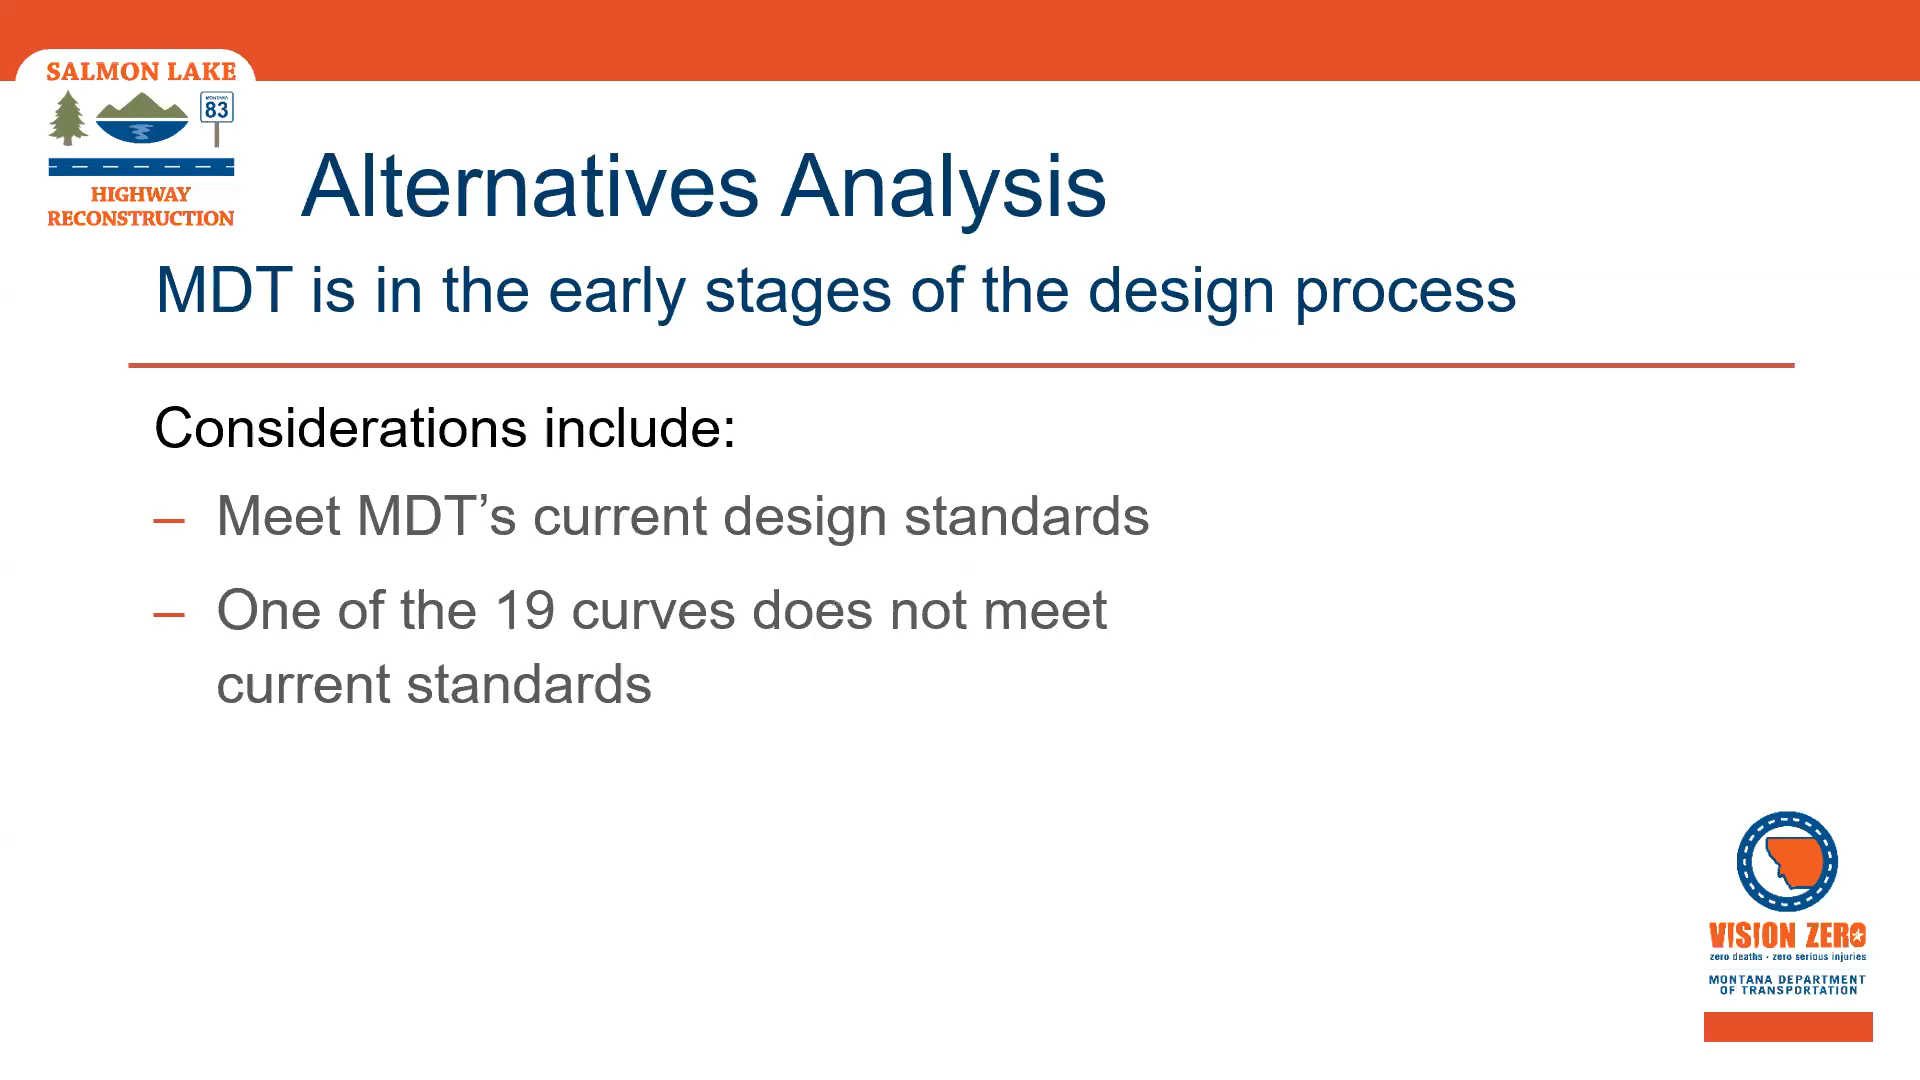 SALMON LAKE
MONTANA
83
HIGHWAY
RECONSTRUCTION
Alternatives Analysis
MDT is in the early stages of the design process
Considerations include:
– Meet MDT’s current design standards
– One of the 19 curves does not meet
current standards
VISION ZERO
zero deaths · zero serious injuries
MONTANA DEPARTMENT
OF TRANSPORTATION